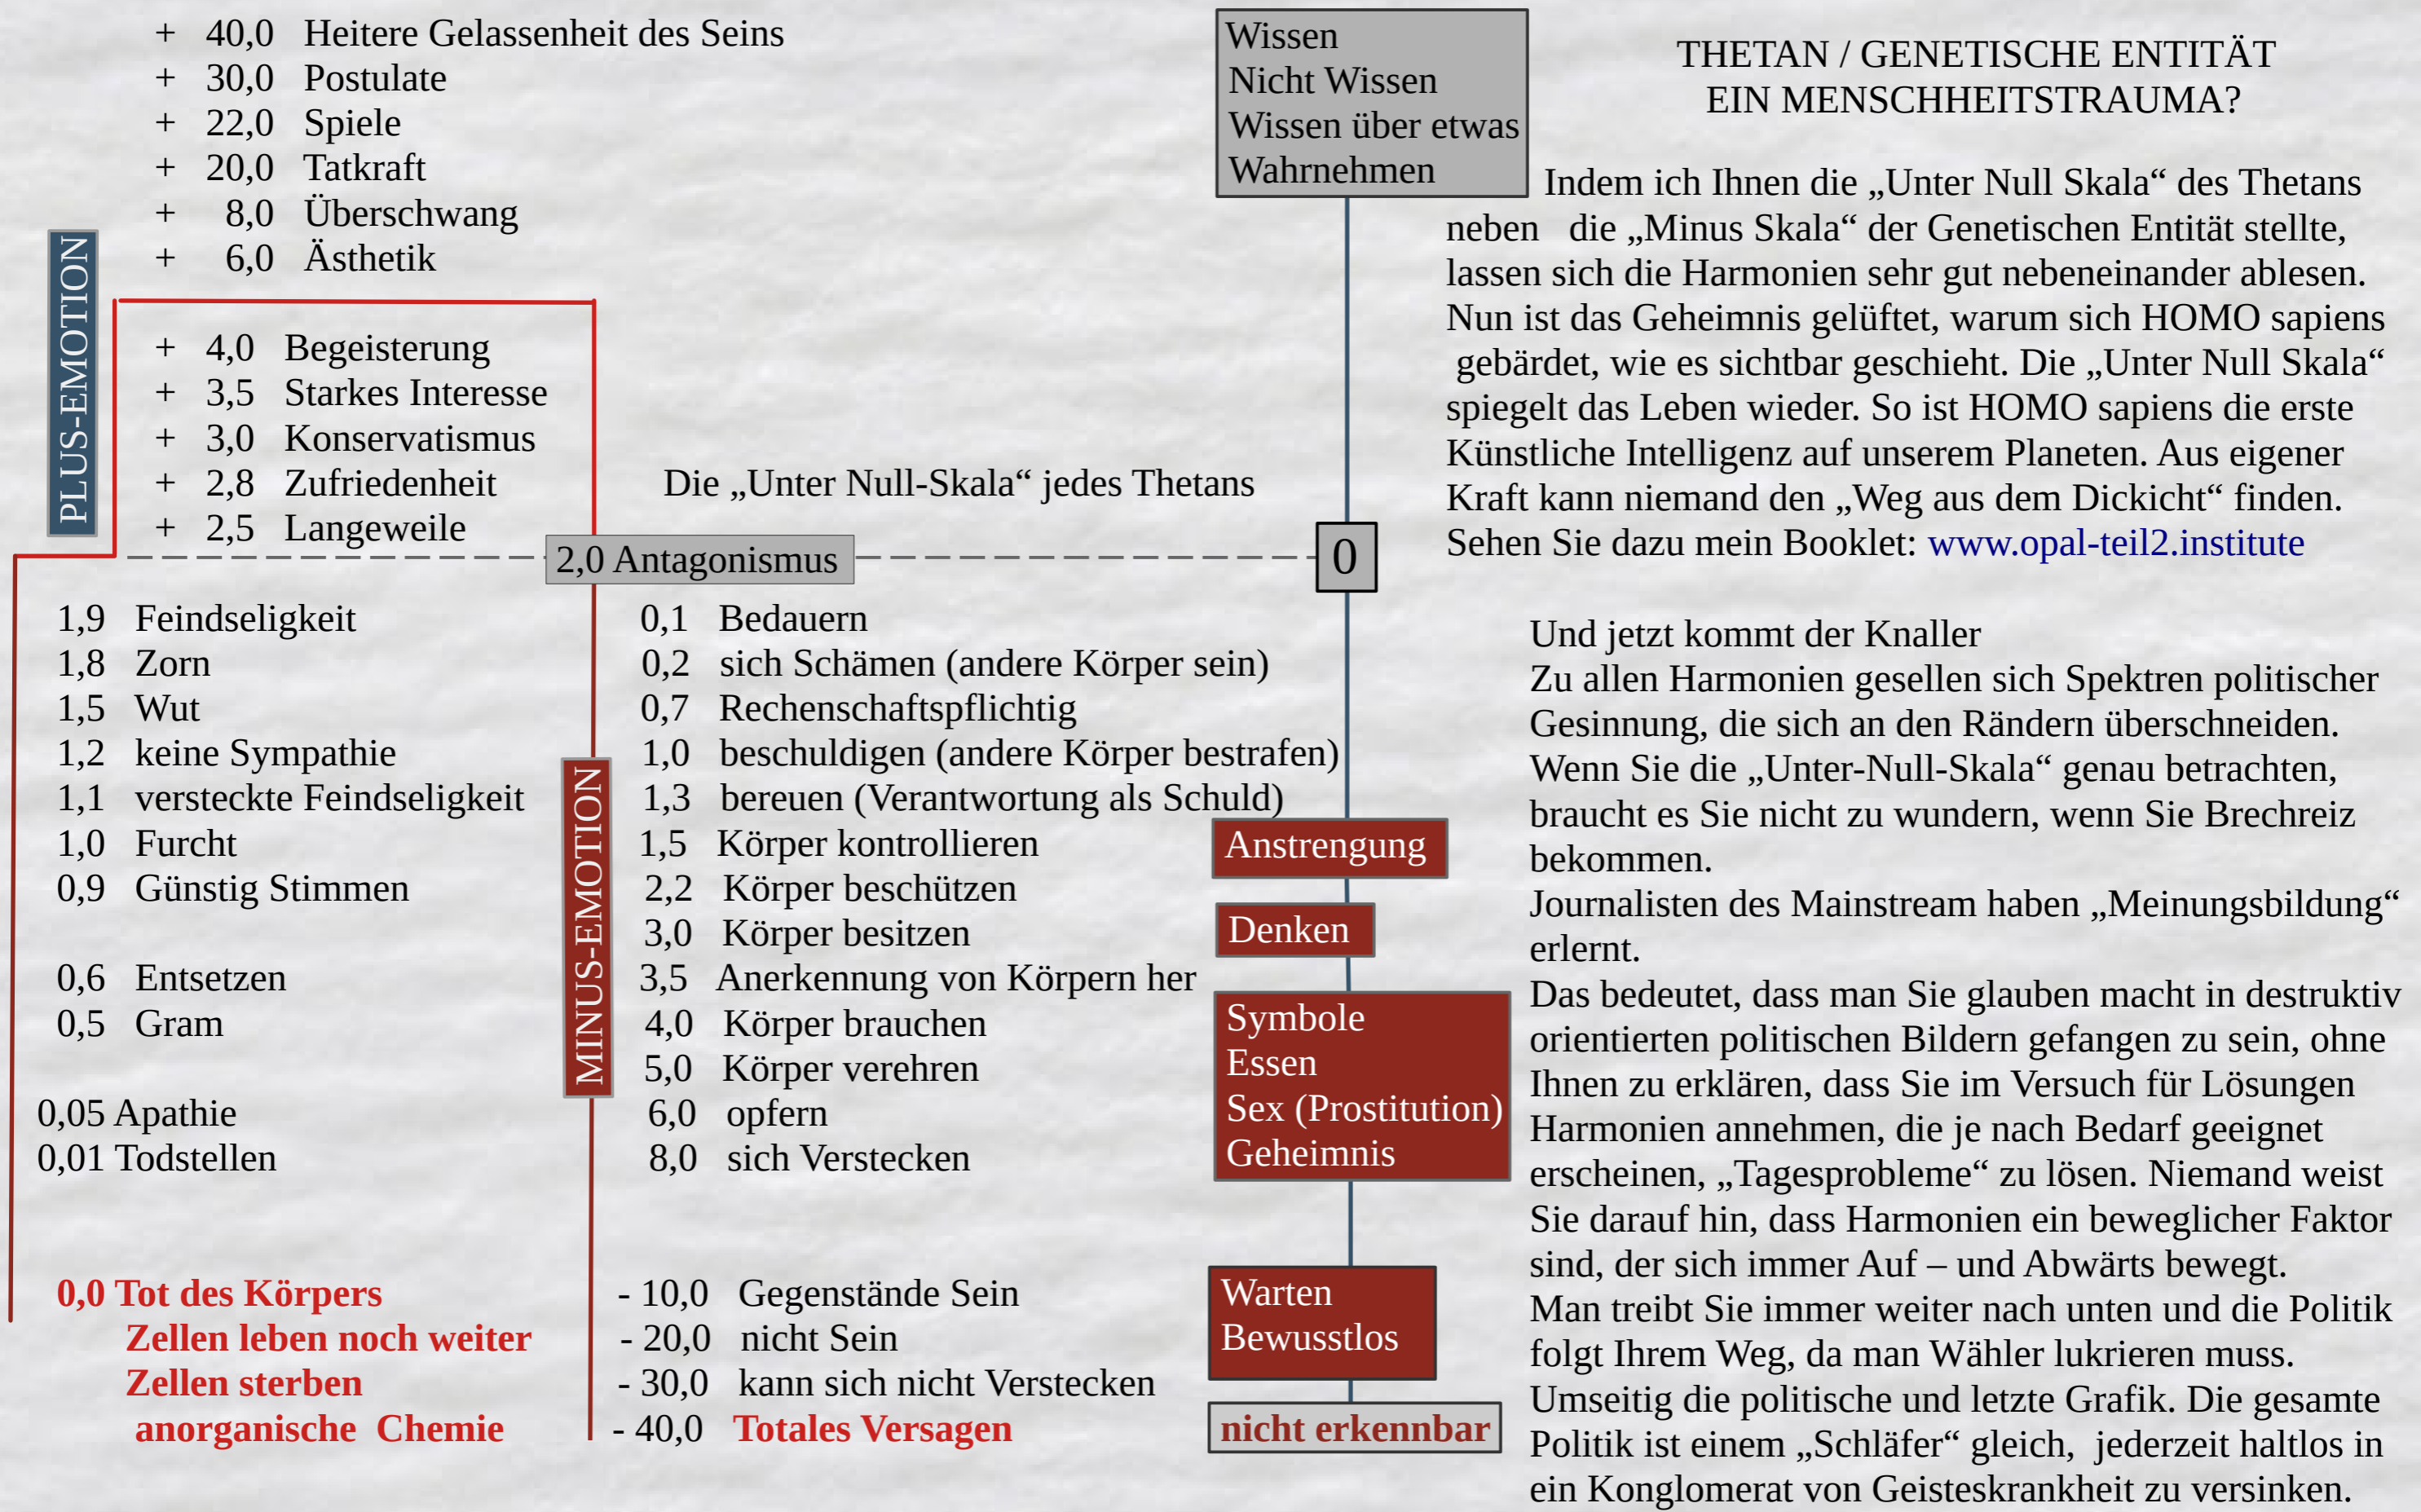 + 40,0 Heitere Gelassenheit des Seins
+ 30,0 Postulate
+ 22,0 Spiele
+ 20,0 Tatkraft
+ 8,0 Überschwang
+ 6,0 Ästhetik
PLUS-EMOTION
+ 4,0 Begeisterung
+ 3,5 Starkes Interesse
+ 3,0 Konservatismus
+ 2,8 Zufriedenheit
+ 2,5 Langeweile
2,0 Antagonismus
1,9 Feindseligkeit
1,8 Zorn
1,5 Wut
1,2 keine Sympathie
1,1 versteckte Feindseligkeit
1,0 Furcht
0,9 Günstig Stimmen
0,6 Entsetzen
0,5 Gram
0,05 Apathie
0,01 Todstellen
0,0 Tot des Körpers
Zellen leben noch weiter
Zellen sterben
anorganische Chemie
MINUS-EMOTION
Die „Unter Null-Skala“ jedes Thetans
0,1 Bedauern
0,2 sich Schämen (andere Körper sein)
0,7 Rechenschaftspflichtig
1,0 beschuldigen (andere Körper bestrafen)
1,3 bereuen (Verantwortung als Schuld)
1,5 Körper kontrollieren
2,2 Körper beschützen
3,0 Körper besitzen
3,5 Anerkennung von Körpern her
4,0 Körper brauchen
5,0 Körper verehren
6,0 opfern
8,0 sich Verstecken
- 10,0 Gegenstände Sein
- 20,0 nicht Sein
- 30,0 kann sich nicht Verstecken
- 40,0 Totales Versagen
Wissen
Nicht Wissen
Wissen über etwas
Wahrnehmen
0
Anstrengung
Denken
Symbole
Essen
Sex (Prostitution)
Geheimnis
Warten
Bewusstlos
nicht erkennbar
THETAN / GENETISCHE ENTITÄT
EIN MENSCHHEITSTRAUMA?
Indem ich Ihnen die „Unter Null Skala“ des Thetans
neben die „Minus Skala“ der Genetischen Entität stellte,
lassen sich die Harmonien sehr gut nebeneinander ablesen.
Nun ist das Geheimnis gelüftet, warum sich HOMO sapiens
gebärdet, wie es sichtbar geschieht. Die „Unter Null Skala“
spiegelt das Leben wieder. So ist HOMO sapiens die erste
Künstliche Intelligenz auf unserem Planeten. Aus eigener
Kraft kann niemand den „Weg aus dem Dickicht“ finden.
Sehen Sie dazu mein Booklet: www.opal-teil2.institute
Und jetzt kommt der Knaller
Zu allen Harmonien gesellen sich Spektren politischer
Gesinnung, die sich an den Rändern überschneiden.
Wenn Sie die „Unter-Null-Skala“ genau betrachten,
braucht es Sie nicht zu wundern, wenn Sie Brechreiz
bekommen.
Journalisten des Mainstream haben „Meinungsbildung“
erlernt.
Das bedeutet, dass man Sie glauben macht in destruktiv
orientierten politischen Bildern gefangen zu sein, ohne
Ihnen zu erklären, dass Sie im Versuch für Lösungen
Harmonien annehmen, die je nach Bedarf geeignet
erscheinen, „Tagesprobleme“ zu lösen. Niemand weist
Sie darauf hin, dass Harmonien ein beweglicher Faktor
sind, der sich immer Auf – und Abwärts bewegt.
Man treibt Sie immer weiter nach unten und die Politik
folgt Ihrem Weg, da man Wähler lukrieren muss.
Umseitig die politische und letzte Grafik. Die gesamte
Politik ist einem „Schläfer“ gleich, jederzeit haltlos in
ein Konglomerat von Geisteskrankheit zu versinken.